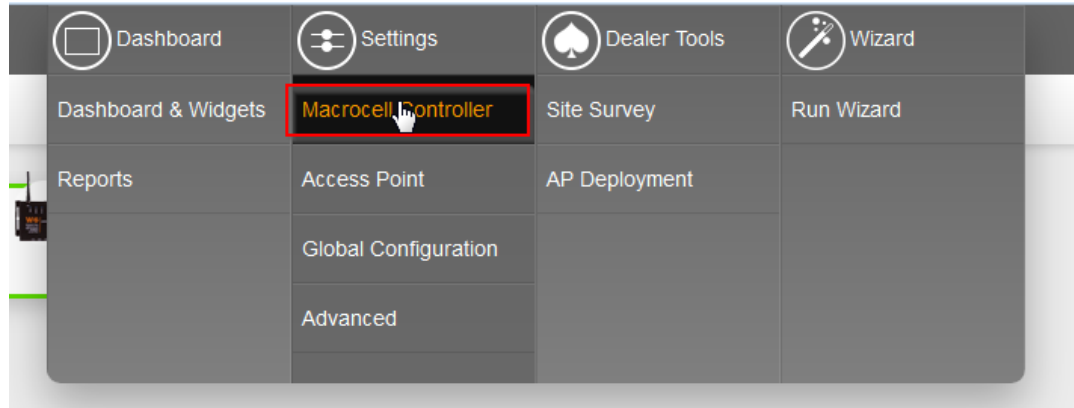 Dashboard
Settings
Dealer Tools
Wizard
Dashboard & Widgets
Macrocell Controller
Site Survey
Run Wizard
Reports
Access Point
AP Deployment
Global Configuration
Advanced